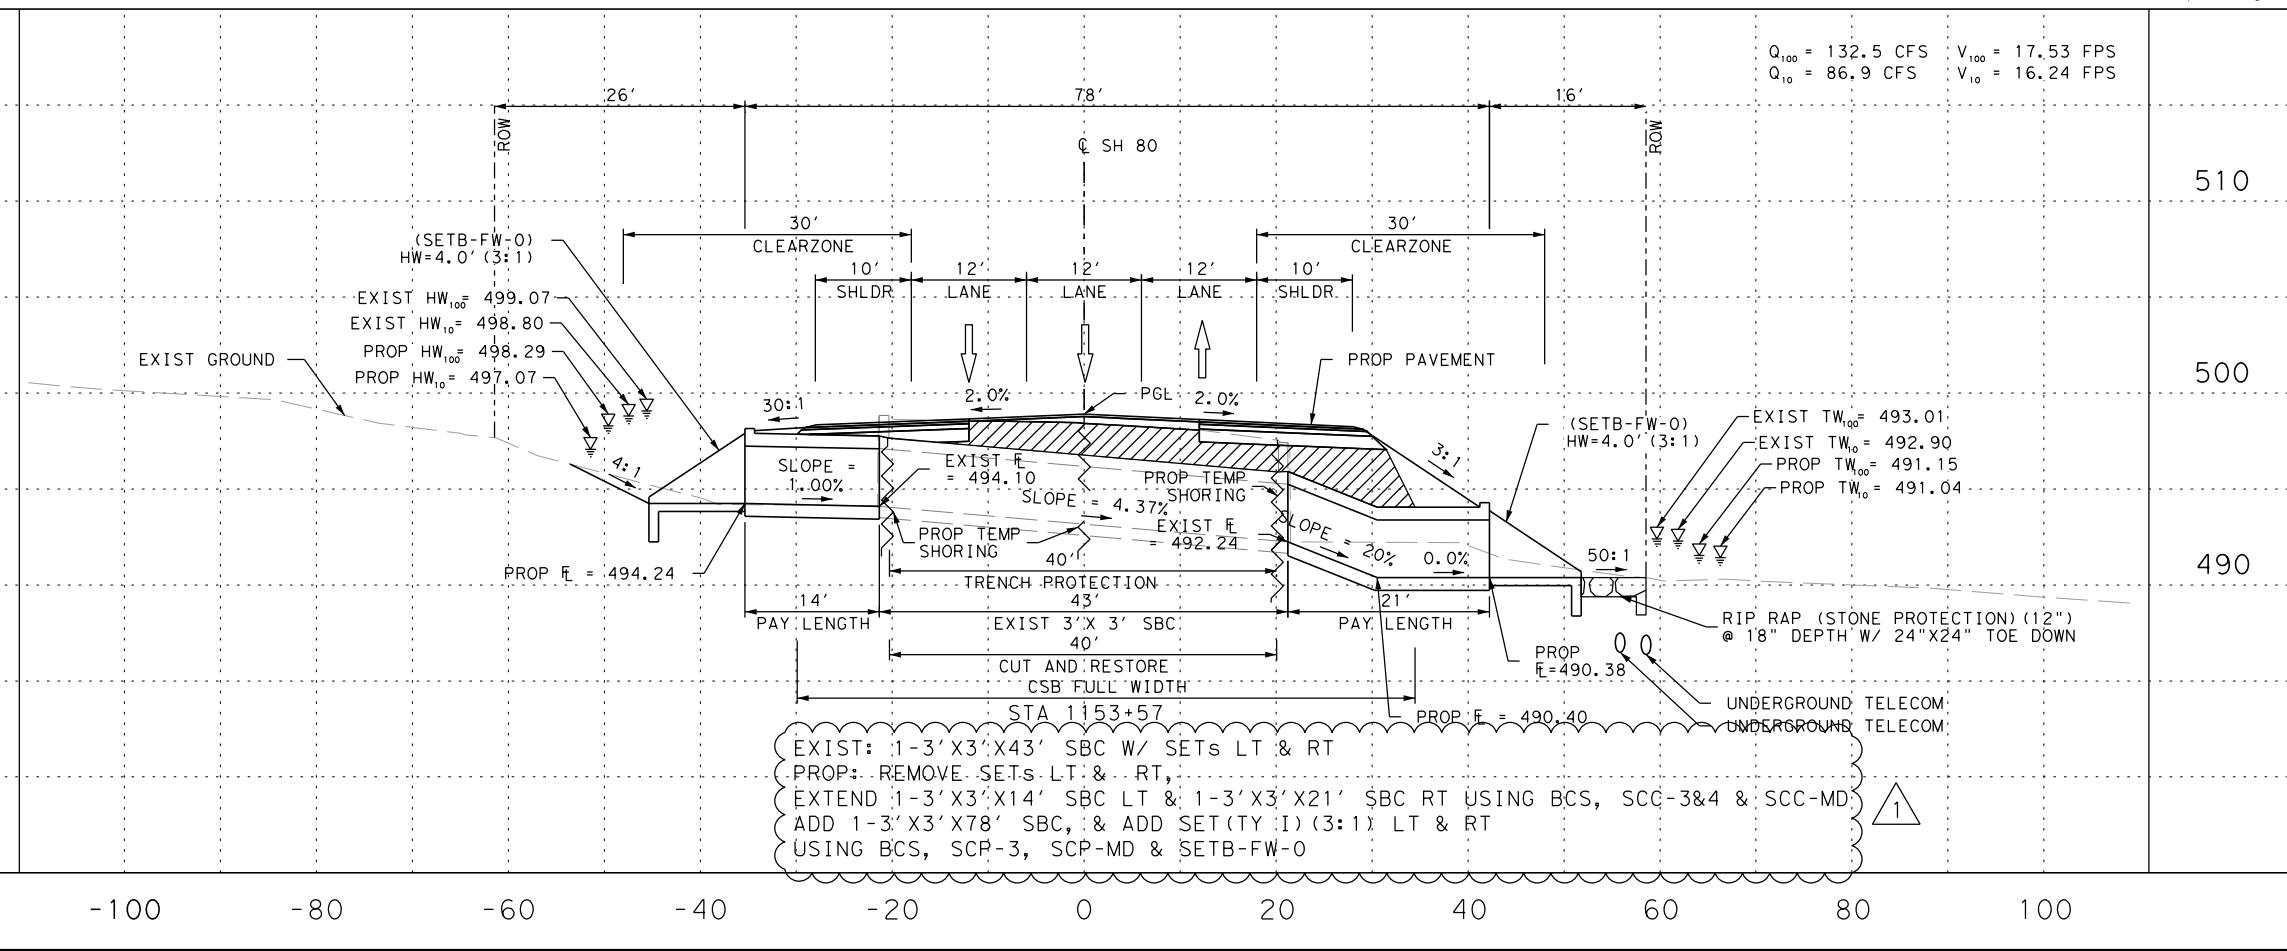 Q100 = 132.5 CFS V100 = 17.53 FPS
Q10 = 86.9 CFS V10 = 16.24 FPS
26' 78' 16'
ROW
ROW
℄ SH 80
510
30'
CLEARZONE
30'
CLEARZONE
(SETB-FW-O)
HW=4.0'(3:1)
10' 12' 12' 12' 10'
SHLDR LANE LANE LANE SHLDR
EXIST HW100= 499.07
EXIST HW10= 498.80
PROP HW100= 498.29
PROP HW10= 497.07
EXIST GROUND
PROP PAVEMENT
500
30:1
2.0%
PGL
2.0%
(SETB-FW-O)
HW=4.0'(3:1)
EXIST TW100= 493.01
EXIST TW10= 492.90
PROP TW100= 491.15
PROP TW10= 491.04
4:1
SLOPE =
1.00%
EXIST FL
= 494.10
SLOPE = 4.37%
PROP TEMP
SHORING
3:1
PROP TEMP
SHORING
EXIST FL
= 492.24
SLOPE = 20%
0.0%
50:1
490
PROP FL = 494.24
40'
TRENCH PROTECTION
14'
PAY LENGTH
43'
EXIST 3'X 3' SBC
21'
PAY LENGTH
RIP RAP (STONE PROTECTION)(12")
@ 18" DEPTH W/ 24"X24" TOE DOWN
40'
CUT AND RESTORE
CSB FULL WIDTH
PROP
FL=490.38
UNDERGROUND TELECOM
UNDERGROUND TELECOM
STA 1153+57
PROP FL = 490.40
EXIST: 1-3'X3'X43' SBC W/ SETs LT & RT
PROP: REMOVE SETs LT & RT,
EXTEND 1-3'X3'X14' SBC LT & 1-3'X3'X21' SBC RT USING BCS, SCC-3&4 & SCC-MD
ADD 1-3'X3'X78' SBC, & ADD SET(TY I)(3:1) LT & RT
USING BCS, SCP-3, SCP-MD & SETB-FW-O
1
-100 -80 -60 -40 -20 0 20 40 60 80 100